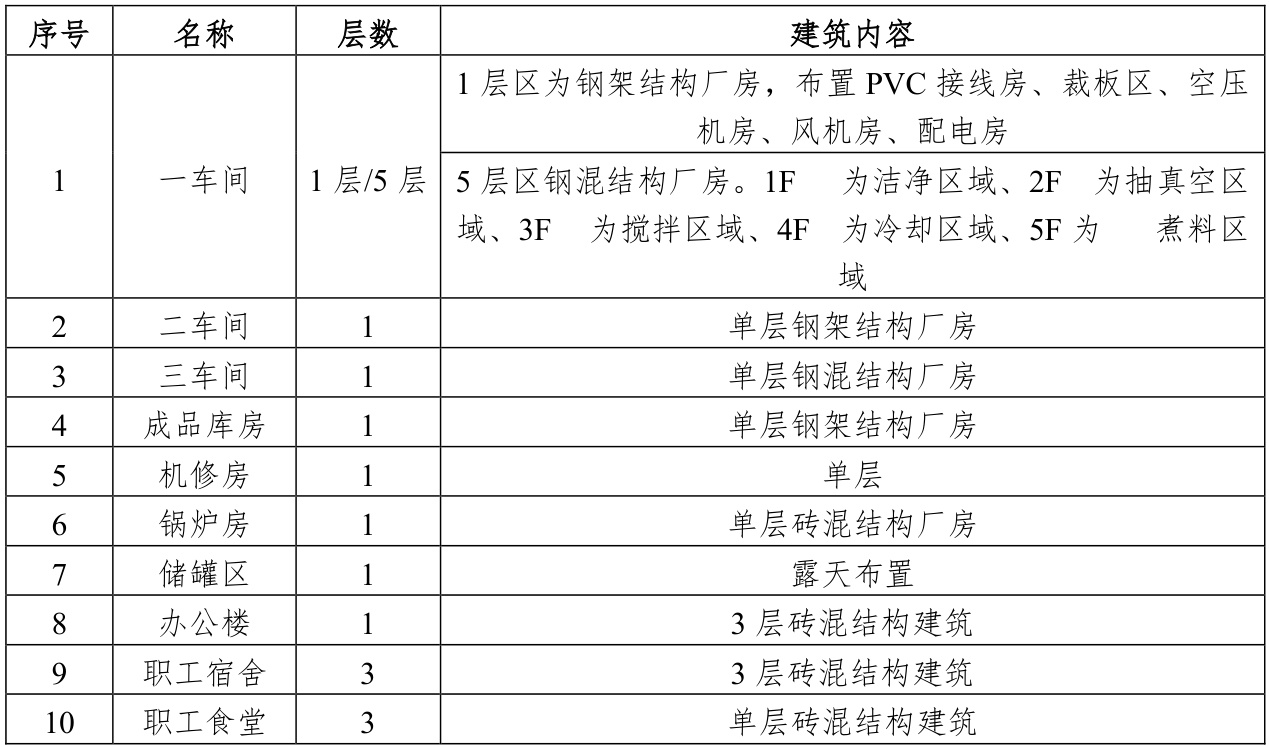 序号 名称 层数 建筑内容
1 一车间 1 层/5 层 1 层区为钢架结构厂房，布置 PVC 接线房、裁板区、空压
机房、风机房、配电房
5 层区钢混结构厂房。1F 为洁净区域、2F 为抽真空区
域、3F 为搅拌区域、4F 为冷却区域、5F 为 煮料区
域
2 二车间 1 单层钢架结构厂房
3 三车间 1 单层钢混结构厂房
4 成品库房 1 单层钢架结构厂房
5 机修房 1 单层
6 锅炉房 1 单层砖混结构厂房
7 储罐区 1 露天布置
8 办公楼 1 3 层砖混结构建筑
9 职工宿舍 3 3 层砖混结构建筑
10 职工食堂 3 单层砖混结构建筑